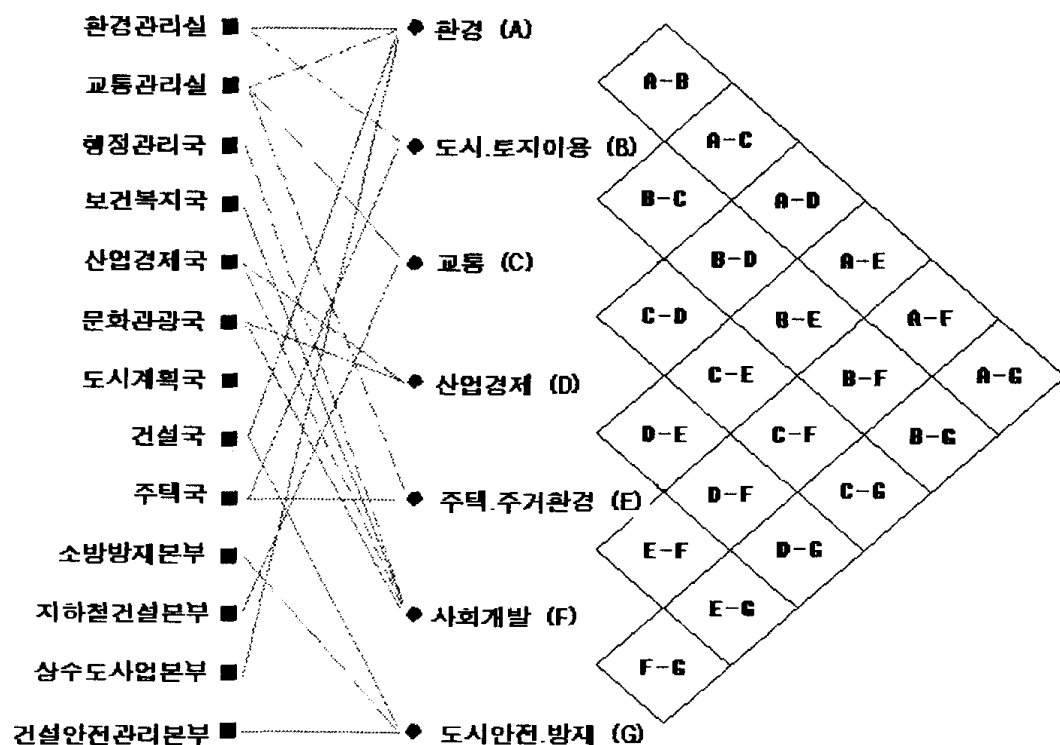 환경관리실
교통관리실
행정관리국
보건복지국
산업경제국
문화관광국
도시계획국
건설국
주택국
소방방재본부
지하철건설본부
상수도사업본부
건설안전관리본부
환경 (A)
도시.토지이용 (B)
교통 (C)
산업경제 (D)
주택.주거환경 (E)
사회개발 (F)
도시안전.방재 (G)
A-B
A-C
B-C
A-D
B-D
A-E
C-D
B-E
A-F
C-E
B-F
A-G
D-E
C-F
B-G
D-F
C-G
E-F
D-G
E-G
F-G